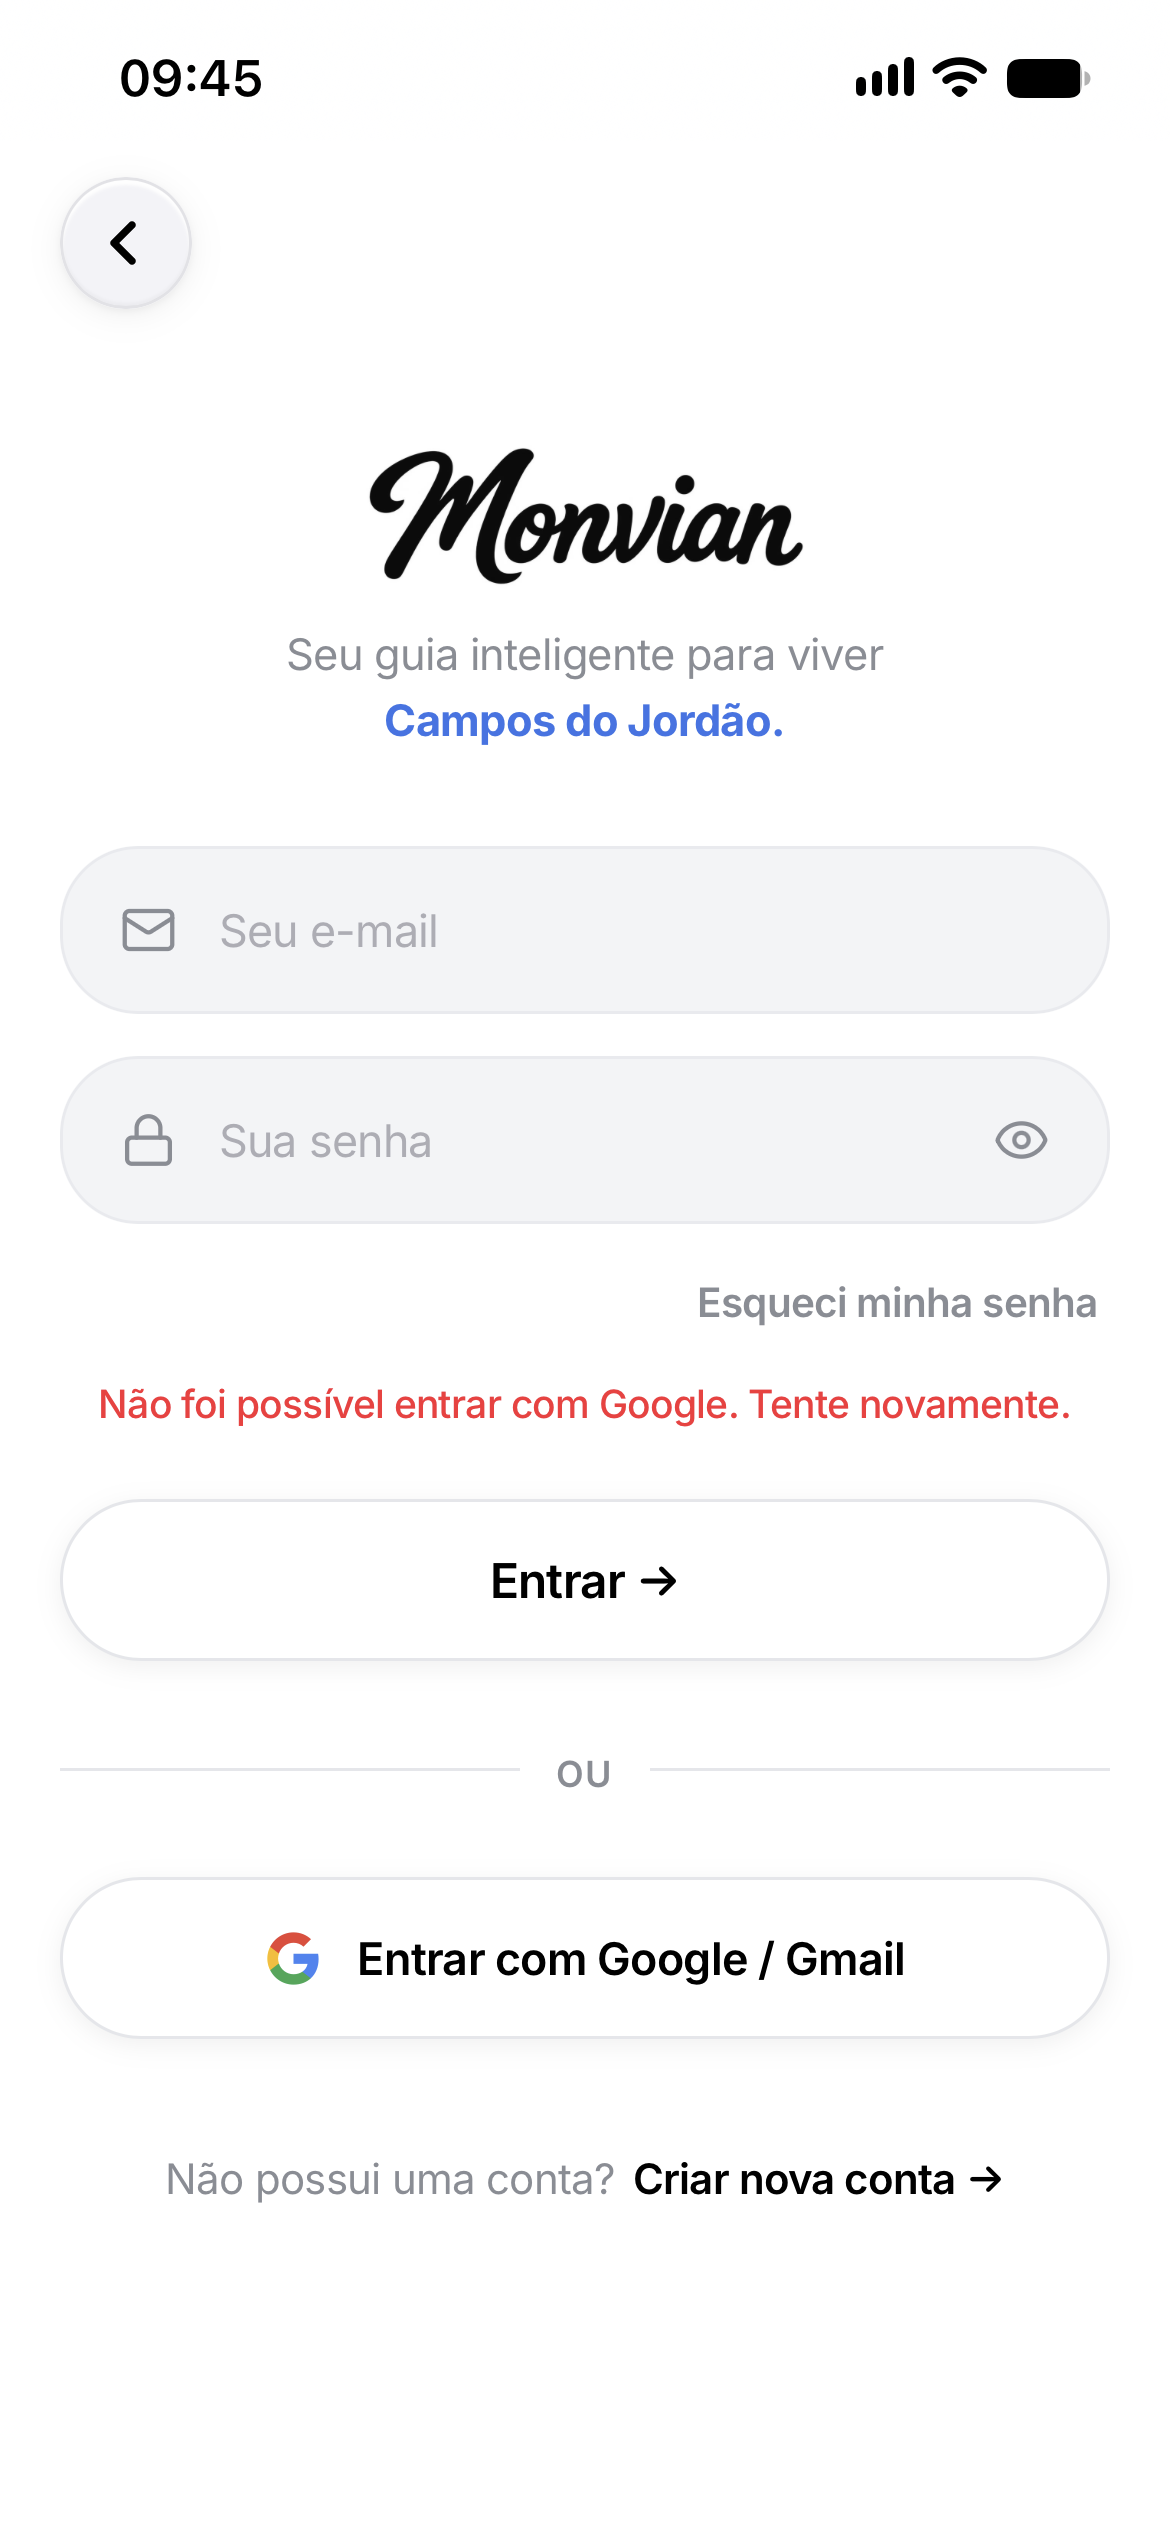 09:45
Monvian
Seu guia inteligente para viver
Campos do Jordão.
Seu e-mail
Sua senha
Esqueci minha senha
Não foi possível entrar com Google. Tente novamente.
Entrar →
OU
Entrar com Google / Gmail
Não possui uma conta? Criar nova conta →